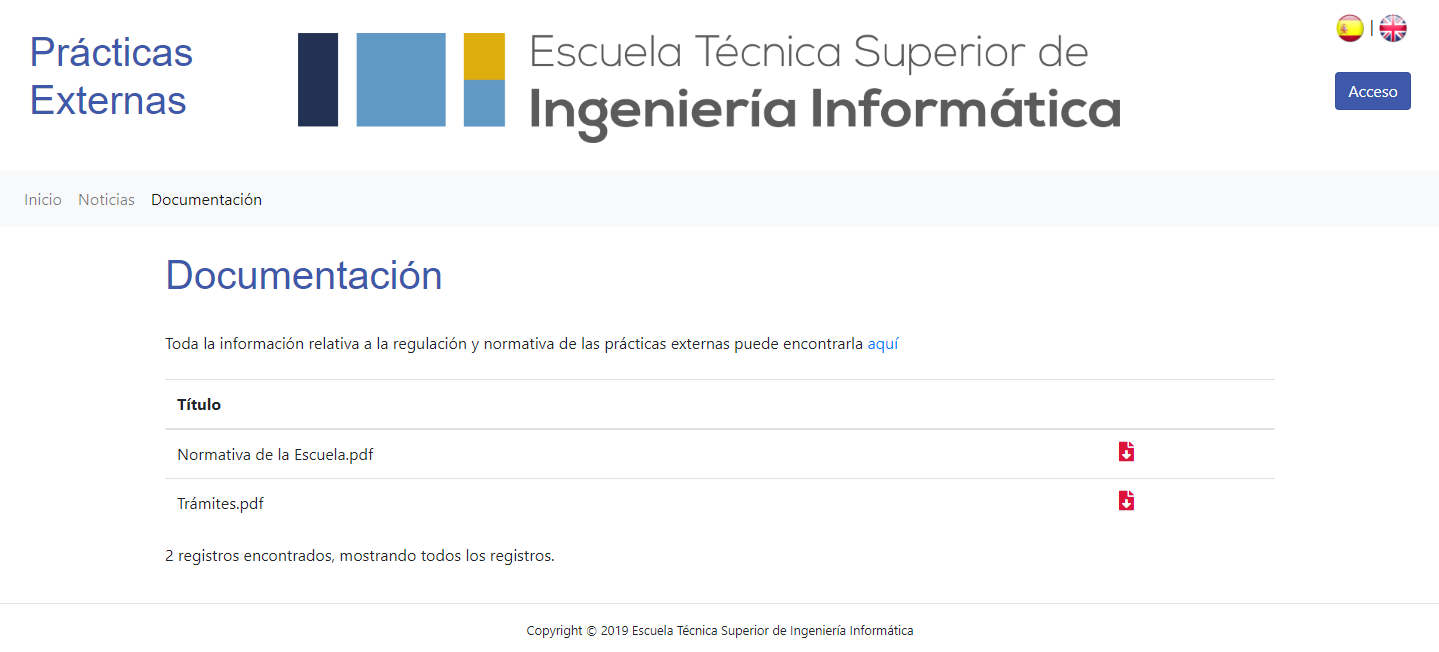 Prácticas
Externas
Escuela Técnica Superior de
Ingeniería Informática
|
Acceso
Inicio Noticias Documentación
Documentación
Toda la información relativa a la regulación y normativa de las prácticas externas puede encontrarla aquí
Título
Normativa de la Escuela.pdf
Trámites.pdf
2 registros encontrados, mostrando todos los registros.
Copyright © 2019 Escuela Técnica Superior de Ingeniería Informática